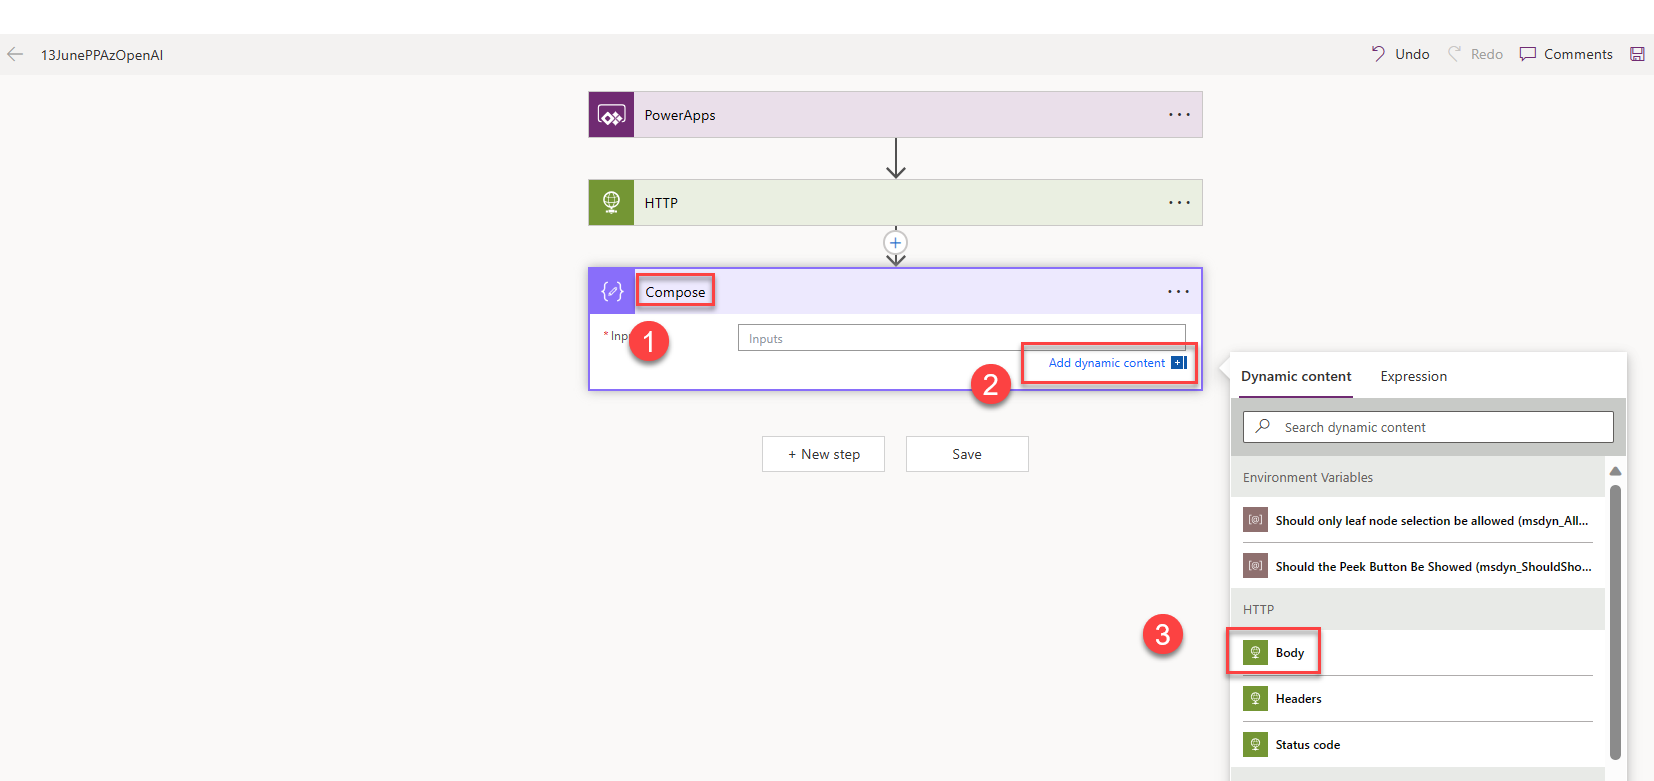 13JunePPAzOpenAI
Undo
Redo
Comments
PowerApps
HTTP
Compose
* Inp
1
Inputs
Add dynamic content
2
+ New step
Save
Dynamic content
Expression
Search dynamic content
Environment Variables
[@] Should only leaf node selection be allowed (msdyn_All...
[@] Should the Peek Button Be Showed (msdyn_ShouldSho...
HTTP
3
Body
Headers
Status code